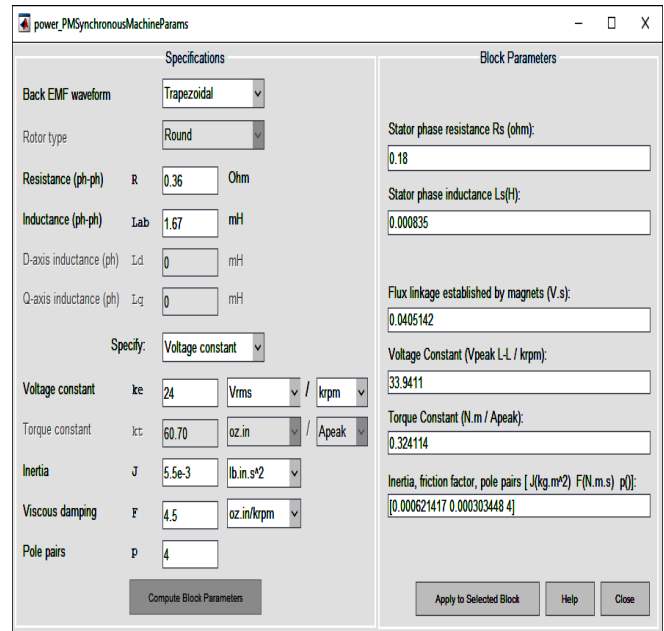 power_PMSynchronousMachineParams
Specifications
Back EMF waveform Trapezoidal
Rotor type Round
Resistance (ph-ph) R 0.36 Ohm
Inductance (ph-ph) Lab 1.67 mH
D-axis inductance (ph) Ld 0 mH
Q-axis inductance (ph) Lq 0 mH
Specify: Voltage constant
Voltage constant ke 24 Vrms / krpm
Torque constant kt 60.70 oz.in / Apeak
Inertia J 5.5e-3 lb.in.s^2
Viscous damping F 4.5 oz.in/krpm
Pole pairs p 4
Compute Block Parameters
Block Parameters
Stator phase resistance Rs (ohm):
0.18
Stator phase inductance Ls(H):
0.000835
Flux linkage established by magnets (V.s):
0.0405142
Voltage Constant (Vpeak L-L / krpm):
33.9411
Torque Constant (N.m / Apeak):
0.324114
Inertia, friction factor, pole pairs [ J(kg.m^2) F(N.m.s) p()]:
[0.000621417 0.000303448 4]
Apply to Selected Block Help Close